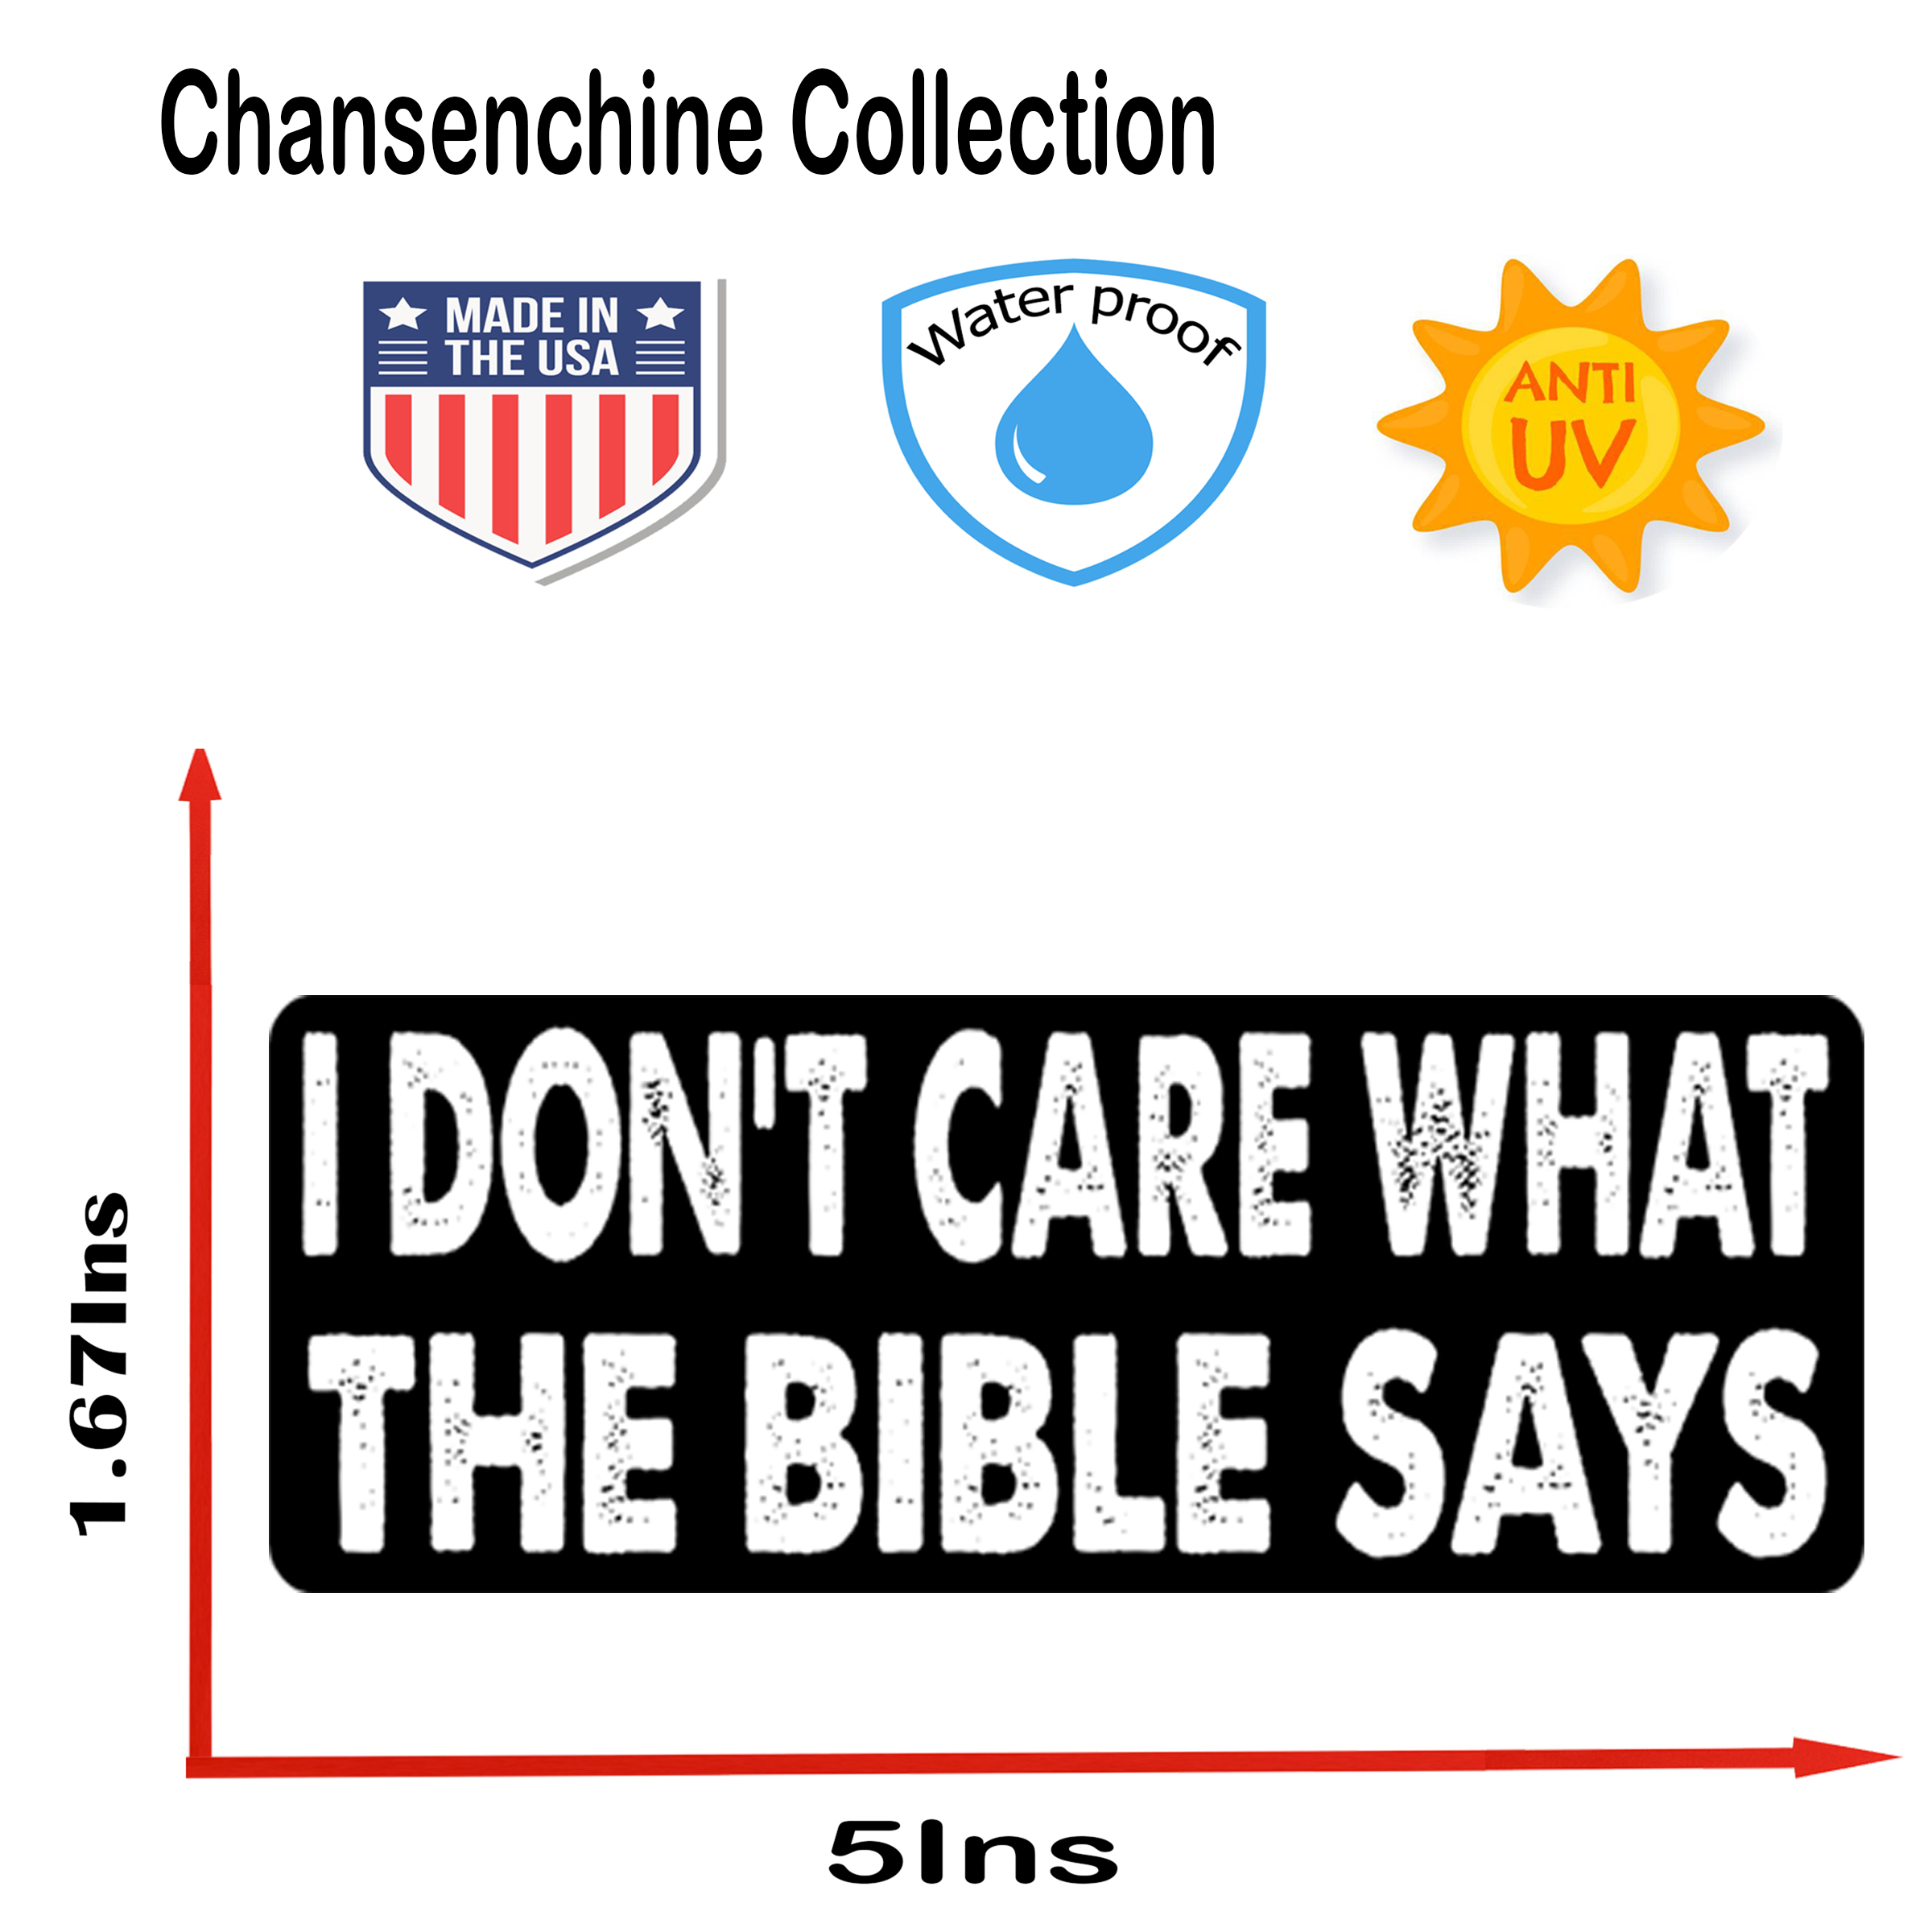 Chansenchine Collection
MADE IN
THE USA
Water proof
ANTI
UV
1.67Ins
I DON'T CARE WHAT
THE BIBLE SAYS
5Ins